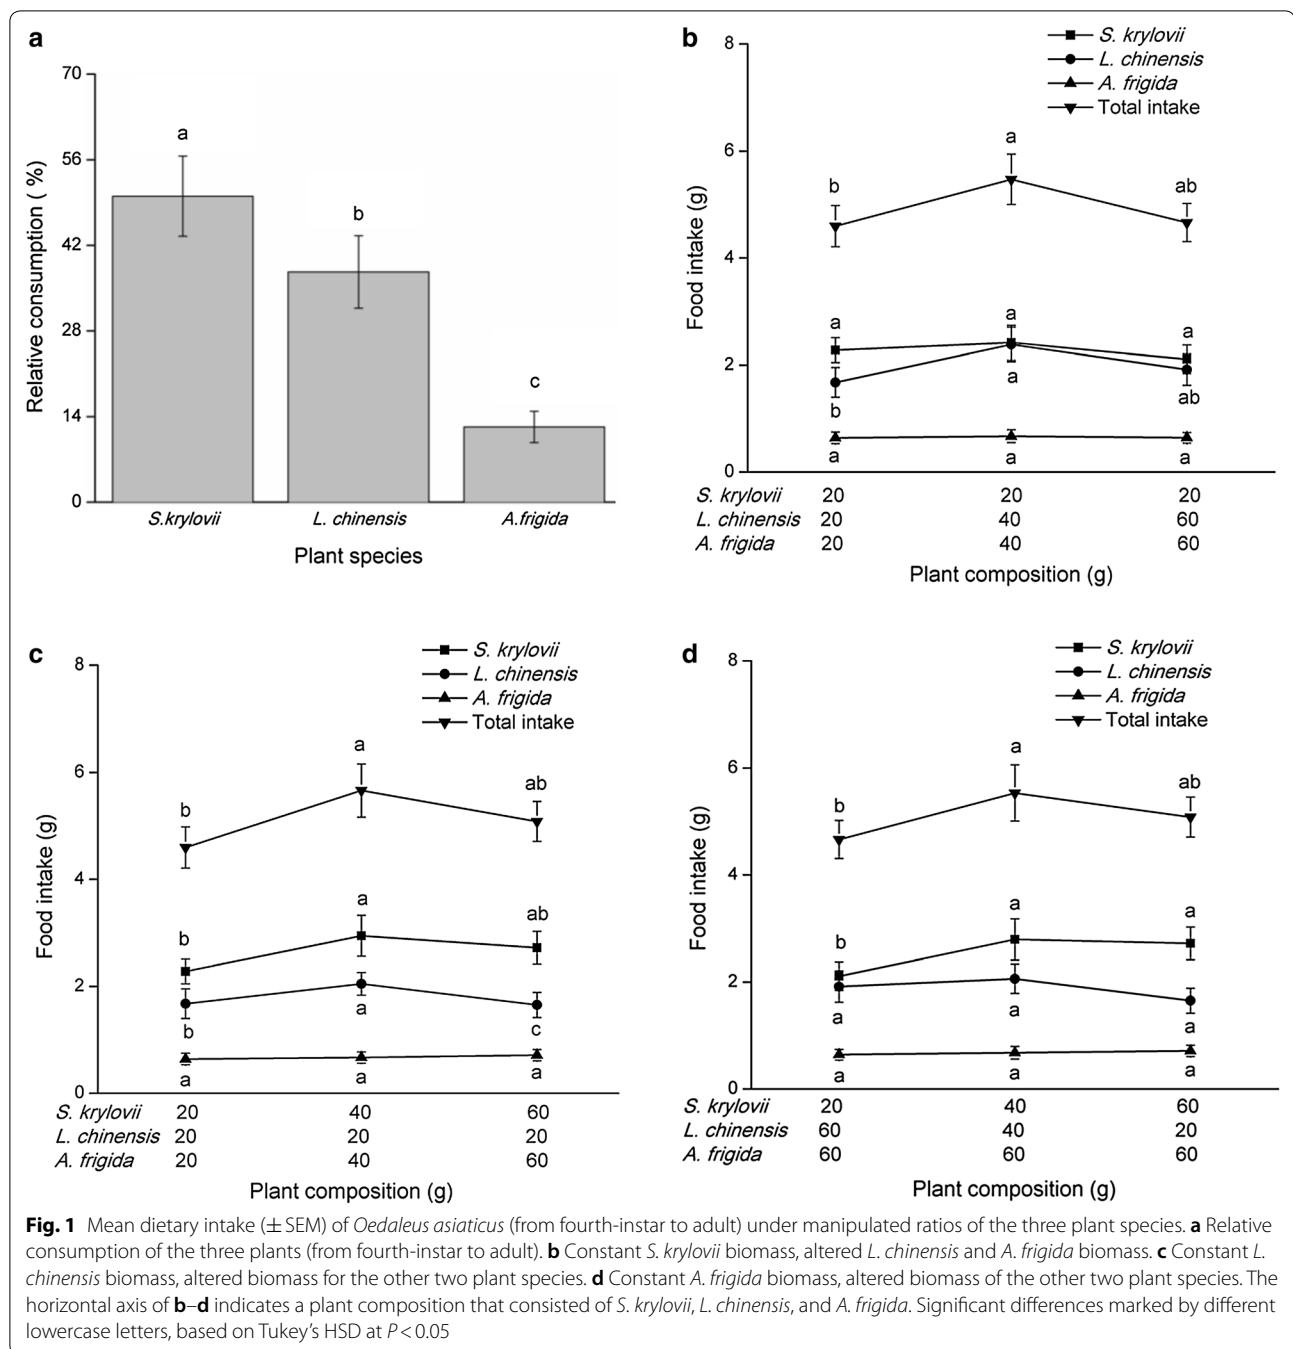 a
70
56
42
28
14
0
Relative consumption ( %)
a
b
c
S.krylovii L. chinensis A.frigida
Plant species
b
S. krylovii
L. chinensis
A. frigida
Total intake
8
6
4
2
0
Food intake (g)
b a ab
a a a
b a ab
a a a
S. krylovii 20 20 20
L. chinensis 20 40 60
A. frigida 20 40 60
Plant composition (g)
c
S. krylovii
L. chinensis
A. frigida
Total intake
8
6
4
2
0
Food intake (g)
b a ab
b a ab
b a c
a a a
S. krylovii 20 40 60
L. chinensis 20 20 20
A. frigida 20 40 60
Plant composition (g)
d
S. krylovii
L. chinensis
A. frigida
Total intake
8
6
4
2
0
Food intake (g)
b a ab
b a a
a a a
a a a
S. krylovii 20 40 60
L. chinensis 60 40 20
A. frigida 60 60 60
Plant composition (g)
Fig. 1 Mean dietary intake (± SEM) of Oedaleus asiaticus (from fourth-instar to adult) under manipulated ratios of the three plant species. a Relative
consumption of the three plants (from fourth-instar to adult). b Constant S. krylovii biomass, altered L. chinensis and A. frigida biomass. c Constant L.
chinensis biomass, altered biomass for the other two plant species. d Constant A. frigida biomass, altered biomass of the other two plant species. The
horizontal axis of b–d indicates a plant composition that consisted of S. krylovii, L. chinensis, and A. frigida. Significant differences marked by different
lowercase letters, based on Tukey's HSD at P < 0.05